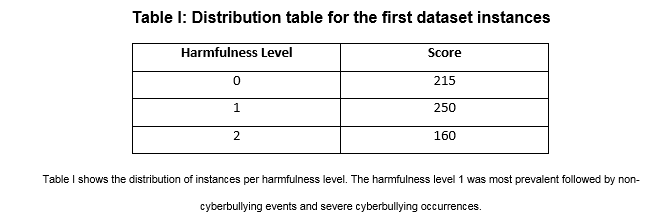 Table I: Distribution table for the first dataset instances
Harmfulness Level Score
0 215
1 250
2 160
Table I shows the distribution of instances per harmfulness level. The harmfulness level 1 was most prevalent followed by non-
cyberbullying events and severe cyberbullying occurrences.